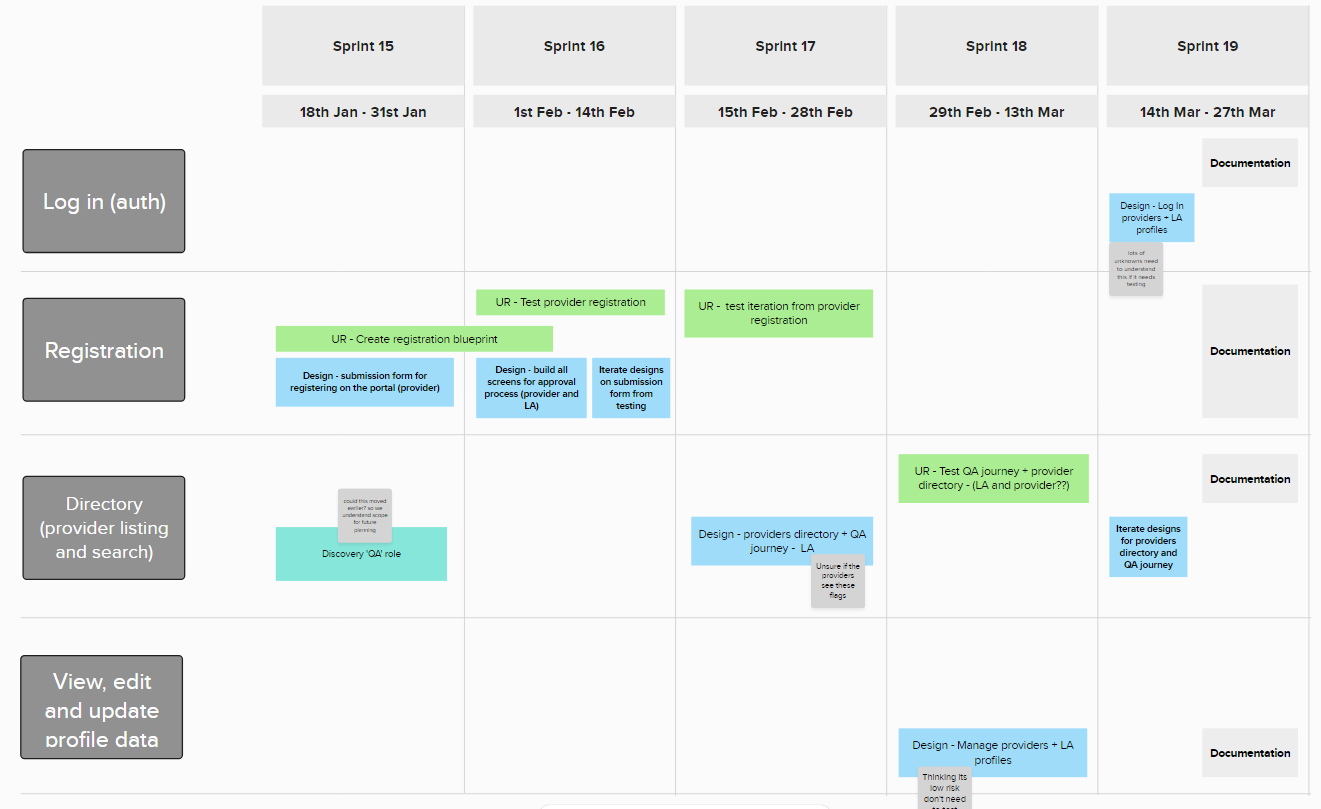 Sprint 15
Sprint 16
Sprint 17
Sprint 18
Sprint 19
18th Jan - 31st Jan
1st Feb - 14th Feb
15th Feb - 28th Feb
29th Feb - 13th Mar
14th Mar - 27th Mar
Log in (auth)
Documentation
Design - Log In
providers + LA
profiles
lots of
unknowns need
to understand
this if it needs
testing
Registration
UR - Test provider registration
UR - test iteration from provider
registration
UR - Create registration blueprint
Design - submission form for
registering on the portal (provider)
Design - build all
screens for approval
process (provider and
LA)
Iterate designs
on submission
form from
testing
Documentation
Directory
(provider listing
and search)
could this moved
earlier? so we
understand scope
for future
planning
Discovery 'QA' role
Design - providers directory + QA
journey - LA
Unsure if the
providers
see these
flags
UR - Test QA journey + provider
directory - (LA and provider??)
Documentation
Iterate designs
for providers
directory and
QA journey
View, edit
and update
profile data
Design - Manage providers + LA
profiles
Thinking its
low risk
don't need
to test
Documentation